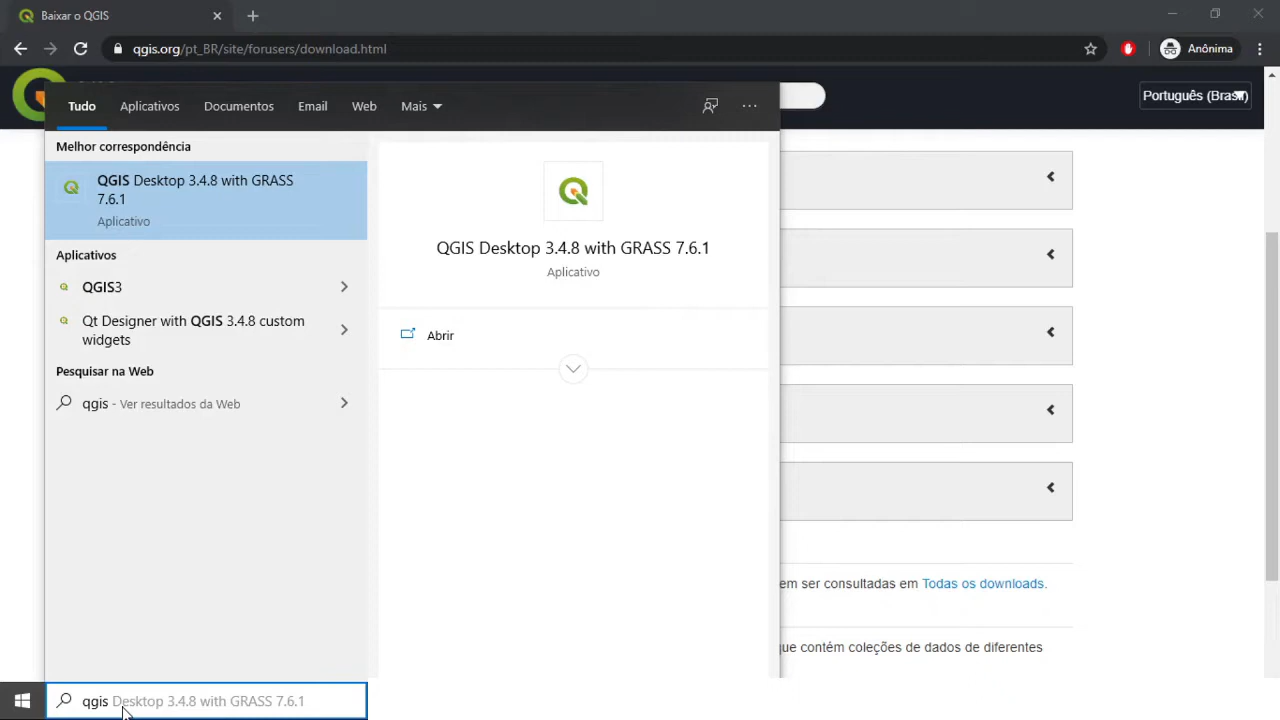 Baixar o QGIS
qgis.org/pt_BR/site/forusers/download.html
Anônima
Português (Brasil)
Tudo
Aplicativos
Documentos
Email
Web
Mais
Melhor correspondência
QGIS Desktop 3.4.8 with GRASS
7.6.1
Aplicativo
Aplicativos
QGIS3
Qt Designer with QGIS 3.4.8 custom
widgets
Pesquisar na Web
qgis - Ver resultados da Web
QGIS Desktop 3.4.8 with GRASS 7.6.1
Aplicativo
Abrir
em ser consultadas em Todas os downloads.
que contém coleções de dados de diferentes
qgis Desktop 3.4.8 with GRASS 7.6.1